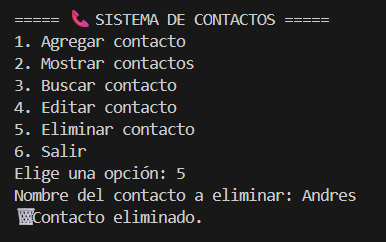 ===== 📞 SISTEMA DE CONTACTOS =====
1. Agregar contacto
2. Mostrar contactos
3. Buscar contacto
4. Editar contacto
5. Eliminar contacto
6. Salir
Elige una opción: 5
Nombre del contacto a eliminar: Andres
🗑️Contacto eliminado.